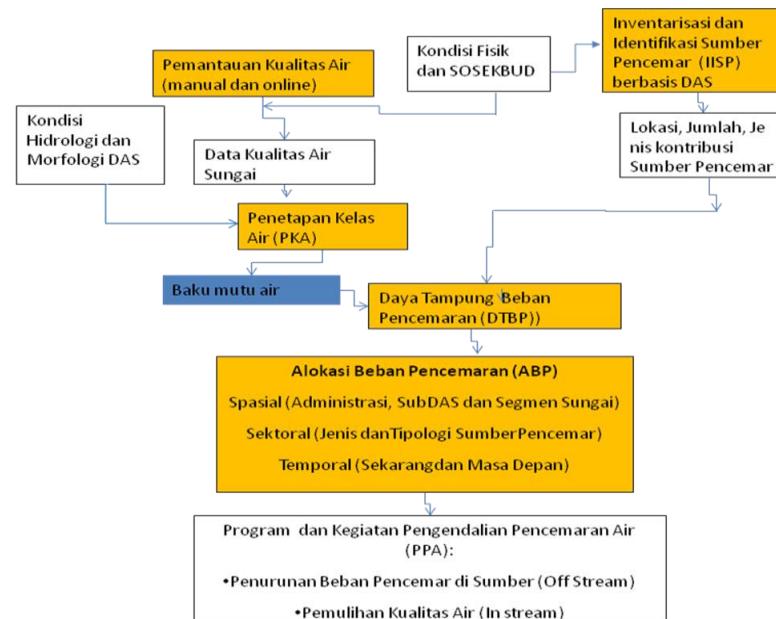 Inventarisasi dan
Identifikasi Sumber
Pencemar (IISP)
berbasis DAS
Kondisi Fisik
dan SOSEKBUD
Pemantauan Kualitas Air
(manual dan online)
Kondisi
Hidrologi dan
Morfologi DAS
Data Kualitas Air
Sungai
Lokasi, Jumlah, Je
nis kontribusi
Sumber Pencemar
Penetapan Kelas
Air (PKA)
Baku mutu air
Daya Tampung Beban
Pencemaran (DTBP))
Alokasi Beban Pencemaran (ABP)
Spasial (Administrasi, SubDAS dan Segmen Sungai)
Sektoral (Jenis danTipologi SumberPencemar)
Temporal (Sekarangdan Masa Depan)
Program dan Kegiatan Pengendalian Pencemaran Air
(PPA):
•Penurunan Beban Pencemar di Sumber (Off Stream)
•Pemulihan Kualitas Air (In stream)